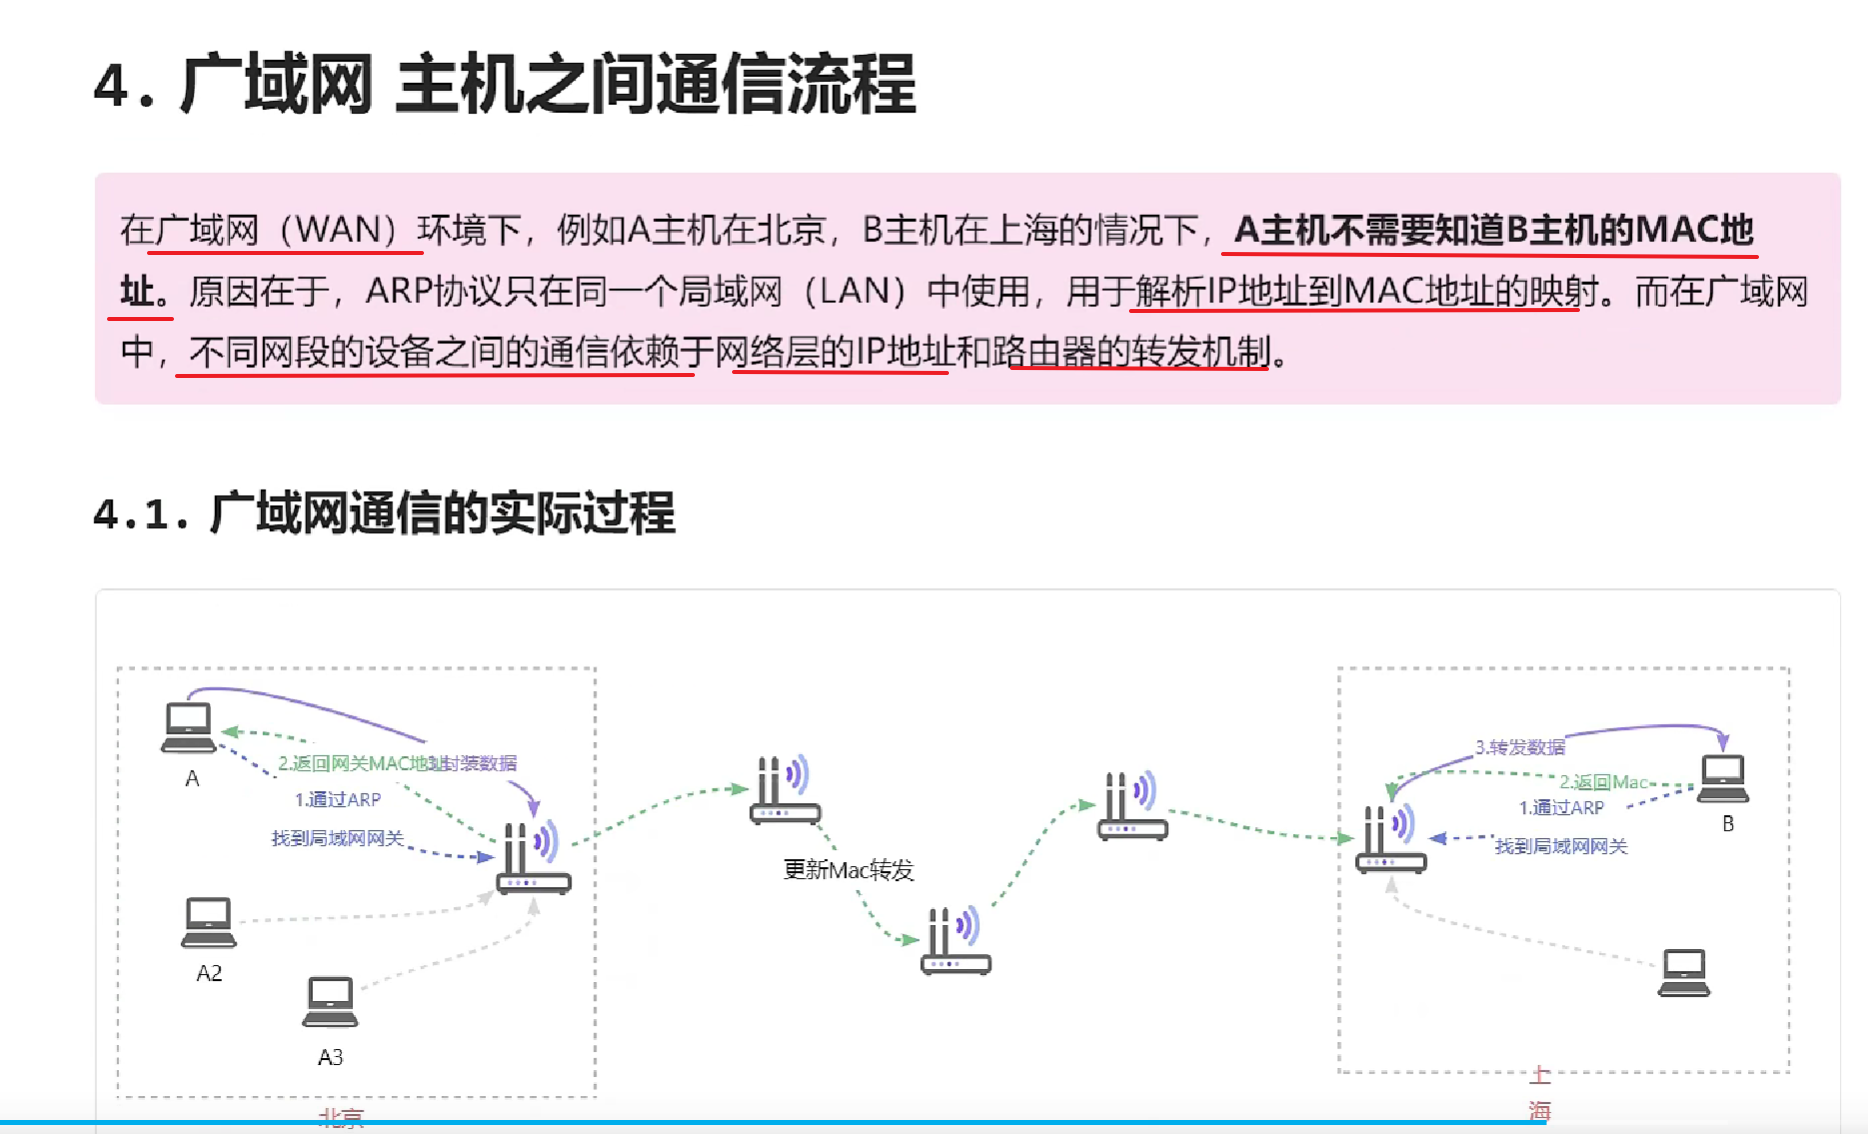 4. 广域网 主机之间通信流程
在广域网（WAN）环境下，例如A主机在北京，B主机在上海的情况下，A主机不需要知道B主机的MAC地
址。原因在于，ARP协议只在同一个局域网（LAN）中使用，用于解析IP地址到MAC地址的映射。而在广域网
中，不同网段的设备之间的通信依赖于网络层的IP地址和路由器的转发机制。
4.1. 广域网通信的实际过程
A
2.返回网关MAC地址
3.封装数据
1.通过ARP
找到局域网网关
A2
A3
北京
更新Mac转发
3.转发数据
2.返回Mac
1.通过ARP
找到局域网网关
B
上
海